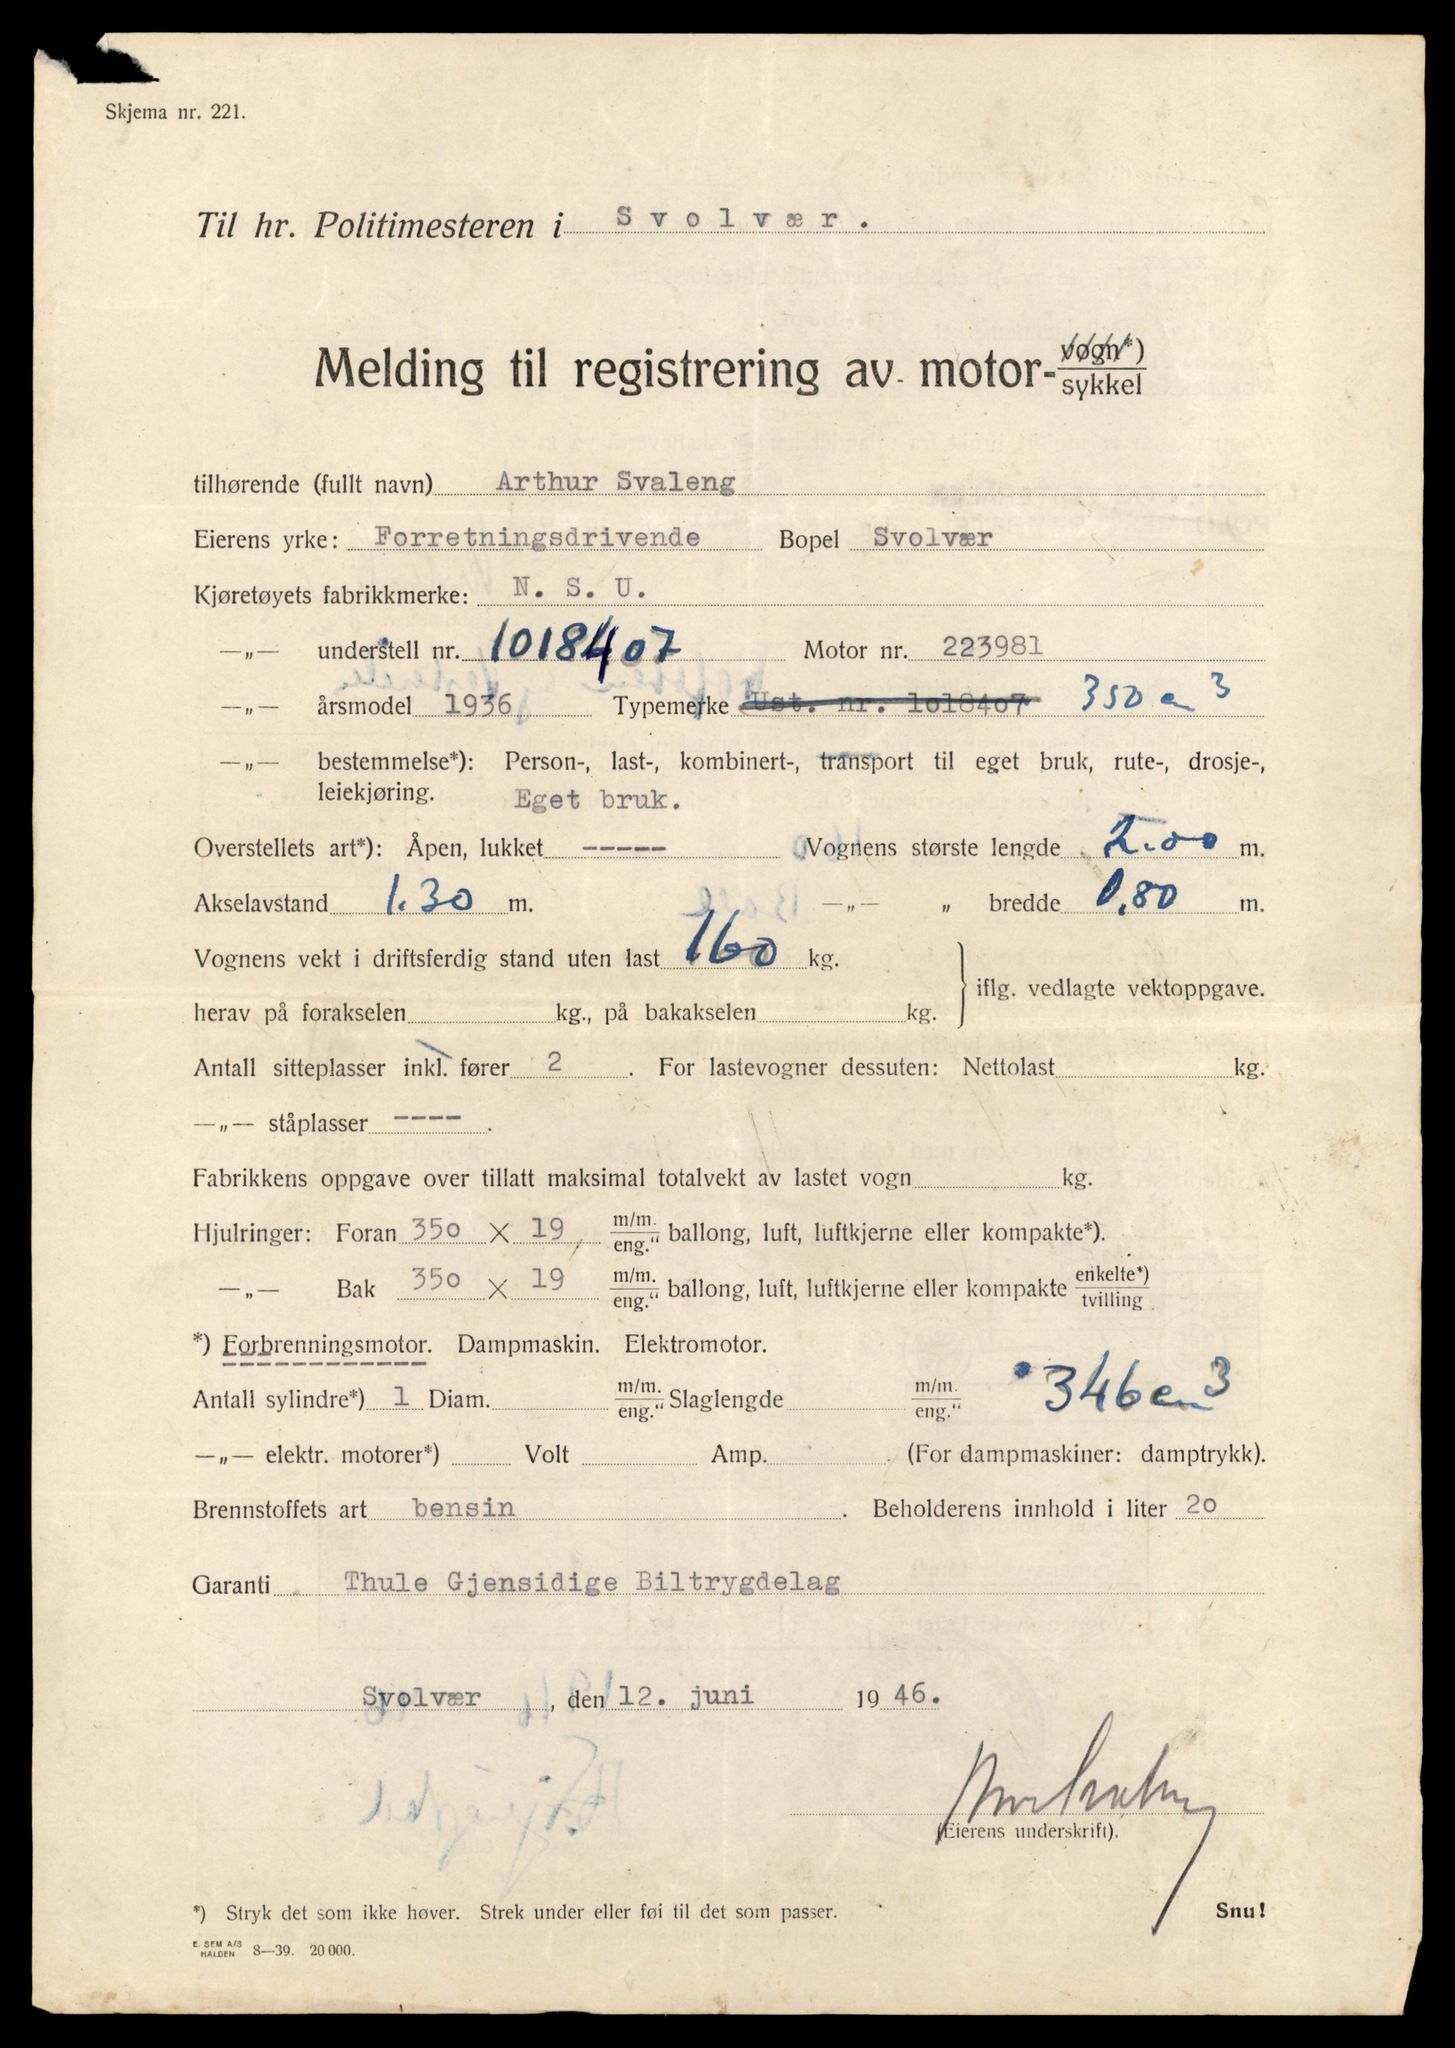 Skjema nr. 221.
Til hr. Politimesteren i Svolvær.
Melding til registrering av motor- vogn*) sykkel
tilhørende (fullt navn) Arthur Svaleng
Eierens yrke: Forretningsdrivende Bopel Svolvær
Kjøretøyets fabrikkmerke: N. S. U.
—„— understell nr. 1018407 Motor nr. 223981
—„— årsmodel 1936 Typemerke Ust. nr. 1018407 350 cm3
—„— bestemmelse*): Person-, last-, kombinert-, transport til eget bruk, rute-, drosje-,
leiekjøring. Eget bruk.
Overstellets art*): Åpen, lukket ----- Vognens største lengde 2.00 m.
Akselavstand 1.30 m. —„— „ bredde 0,80 m.
Vognens vekt i driftsferdig stand uten last 160 kg.
iflg. vedlagte vektoppgave.
herav på forakselen kg., på bakakselen kg.
Antall sitteplasser inkl. fører 2. For lastevogner dessuten: Nettolast kg.
—„— ståplasser ----.
Fabrikkens oppgave over tillatt maksimal totalvekt av lastet vogn kg.
Hjulringer: Foran 350 × 19 m/m. eng.“ ballong, luft, luftkjerne eller kompakte*).
—„— Bak 350 × 19 m/m. eng.“ ballong, luft, luftkjerne eller kompakte enkelte*) tvilling
*) Forbrenningsmotor. Dampmaskin. Elektromotor.
Antall sylindre*) 1 Diam. m/m. eng.“ Slaglengde m/m. eng.“ 346 cm3
—„— elektr. motorer*) Volt Amp. . (For dampmaskiner: damptrykk).
Brennstoffets art bensin . Beholderens innhold i liter 20
Garanti Thule Gjensidige Biltrygdelag
Svolvær, den 12. juni 1946.
(Eierens underskrift).
*) Stryk det som ikke høver. Strek under eller føi til det som passer. Snu!
E. SEM A/S HALDEN 8—39. 20 000.